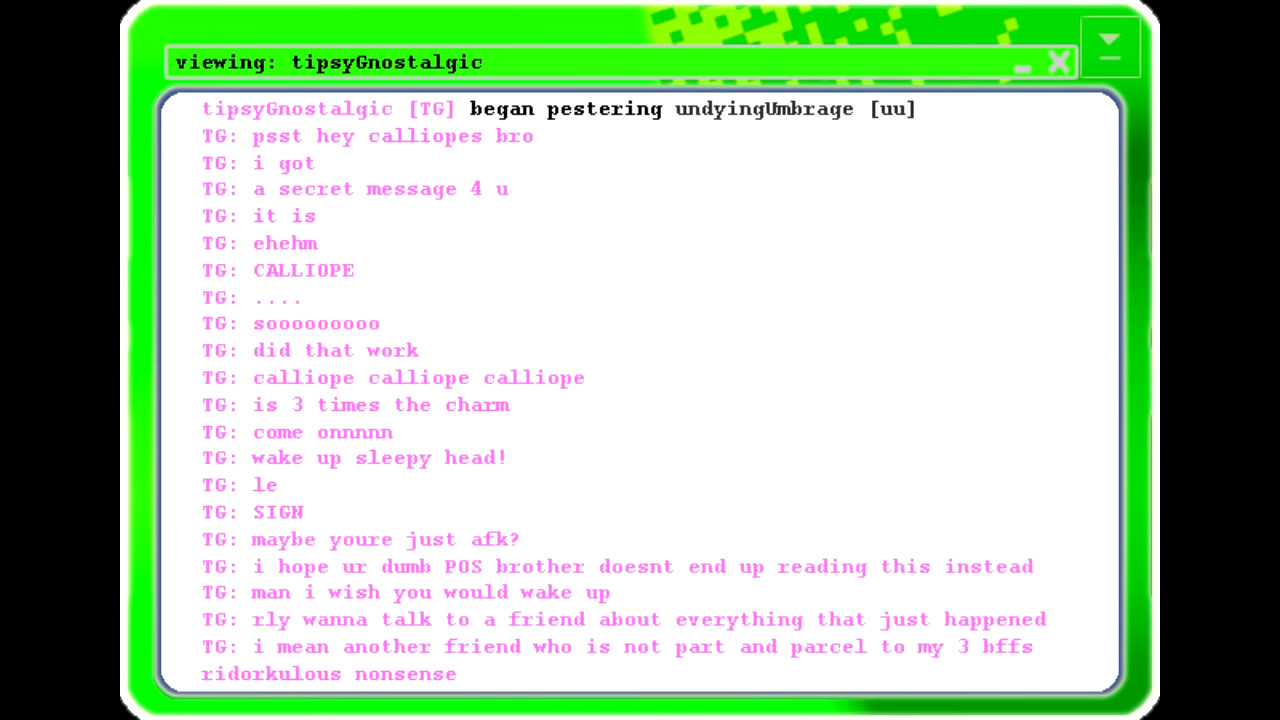 viewing: tipsyGnostalgic
tipsyGnostalgic [TG] began pestering undyingUmbrage [uu]
TG: psst hey calliopes bro
TG: i got
TG: a secret message 4 u
TG: it is
TG: ehehm
TG: CALLIOPE
TG: ....
TG: soooooooooo
TG: did that work
TG: calliope calliope calliope
TG: is 3 times the charm
TG: come onnnnn
TG: wake up sleepy head!
TG: le
TG: SIGN
TG: maybe youre just afk?
TG: i hope ur dumb POS brother doesnt end up reading this instead
TG: man i wish you would wake up
TG: rly wanna talk to a friend about everything that just happened
TG: i mean another friend who is not part and parcel to my 3 bffs
ridorkulous nonsense